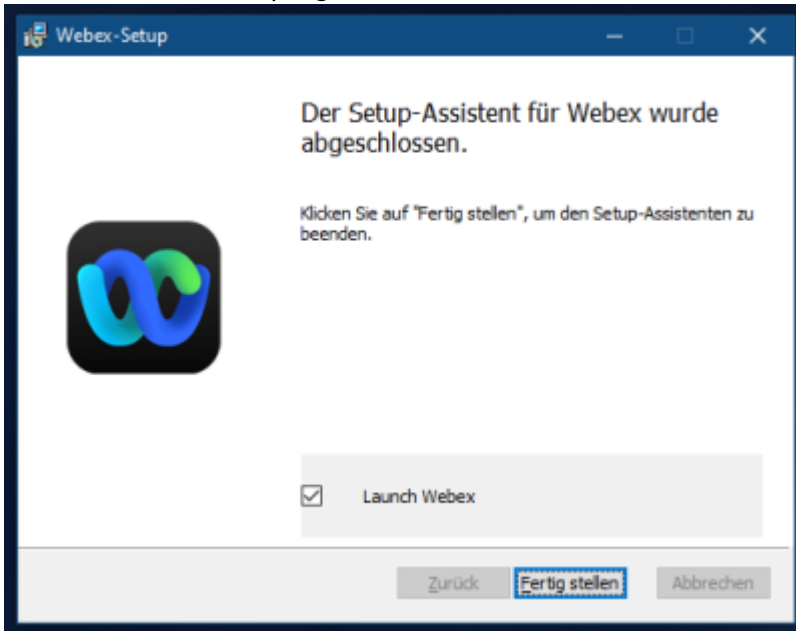 Webex-Setup
Der Setup-Assistent für Webex wurde
abgeschlossen.
Klicken Sie auf "Fertig stellen", um den Setup-Assistenten zu
beenden.
Launch Webex
Zurück Fertig stellen Abbrechen